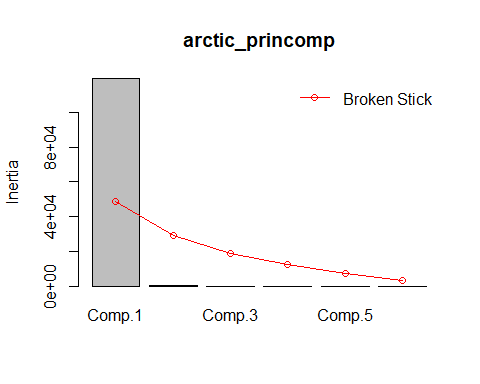 arctic_princomp
Broken Stick
Inertia
8e+04
4e+04
0e+00
Comp.1 Comp.3 Comp.5